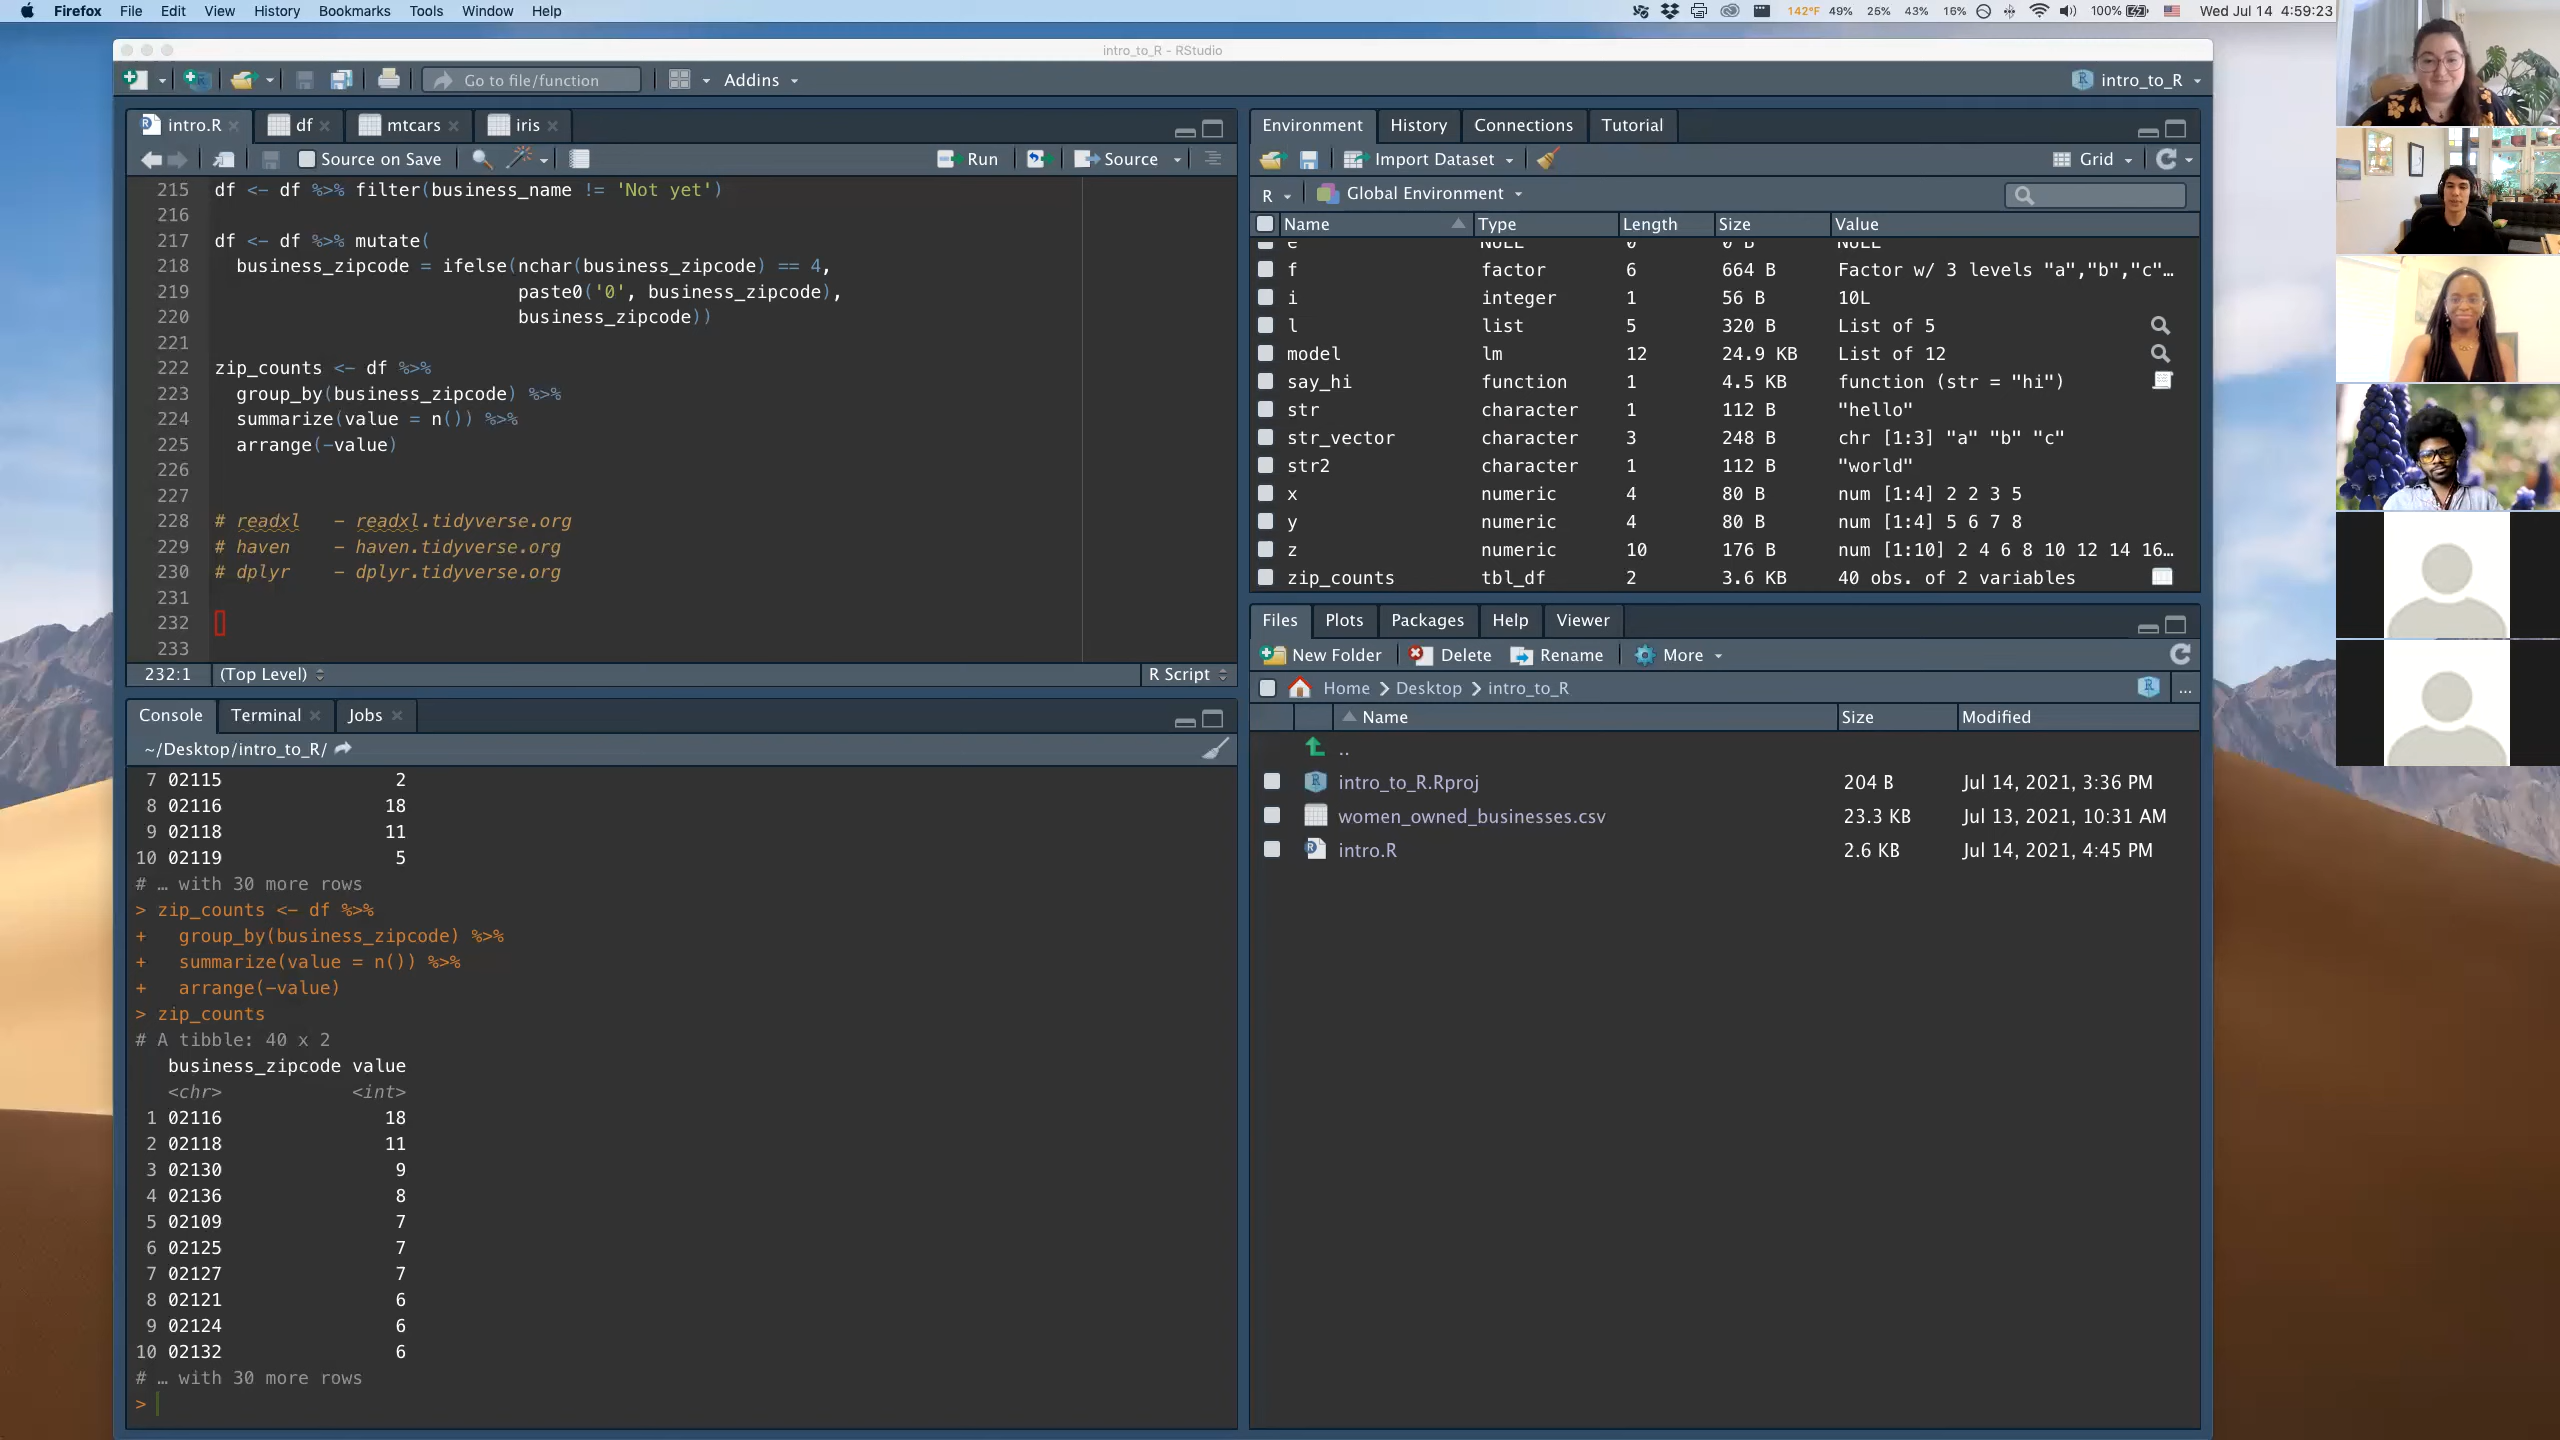 Firefox File Edit View History Bookmarks Tools Window Help 142°F 49% 26% 43% 16% 100% Wed Jul 14 4:59:23
intro_to_R - RStudio
Go to file/function Addins intro_to_R
intro.R df mtcars iris
Source on Save Run Source
215 df <- df %>% filter(business_name != 'Not yet')
216
217 df <- df %>% mutate(
218 business_zipcode = ifelse(nchar(business_zipcode) == 4,
219 paste0('0', business_zipcode),
220 business_zipcode))
221
222 zip_counts <- df %>%
223 group_by(business_zipcode) %>%
224 summarize(value = n()) %>%
225 arrange(-value)
226
227
228 # readxl - readxl.tidyverse.org
229 # haven - haven.tidyverse.org
230 # dplyr - dplyr.tidyverse.org
231
232
233
232:1 (Top Level) R Script
Console Terminal Jobs
~/Desktop/intro_to_R/
7 02115 2
8 02116 18
9 02118 11
10 02119 5
# … with 30 more rows
> zip_counts <- df %>%
+ group_by(business_zipcode) %>%
+ summarize(value = n()) %>%
+ arrange(-value)
> zip_counts
# A tibble: 40 x 2
business_zipcode value
<chr> <int>
1 02116 18
2 02118 11
3 02130 9
4 02136 8
5 02109 7
6 02125 7
7 02127 7
8 02121 6
9 02124 6
10 02132 6
# … with 30 more rows
>
Environment History Connections Tutorial
Import Dataset Grid
R Global Environment
Name Type Length Size Value
e NULL 0 0 B NULL
f factor 6 664 B Factor w/ 3 levels "a","b","c"…
i integer 1 56 B 10L
l list 5 320 B List of 5
model lm 12 24.9 KB List of 12
say_hi function 1 4.5 KB function (str = "hi")
str character 1 112 B "hello"
str_vector character 3 248 B chr [1:3] "a" "b" "c"
str2 character 1 112 B "world"
x numeric 4 80 B num [1:4] 2 2 3 5
y numeric 4 80 B num [1:4] 5 6 7 8
z numeric 10 176 B num [1:10] 2 4 6 8 10 12 14 16…
zip_counts tbl_df 2 3.6 KB 40 obs. of 2 variables
Files Plots Packages Help Viewer
New Folder Delete Rename More
Home Desktop intro_to_R ...
Name Size Modified
..
intro_to_R.Rproj 204 B Jul 14, 2021, 3:36 PM
women_owned_businesses.csv 23.3 KB Jul 13, 2021, 10:31 AM
intro.R 2.6 KB Jul 14, 2021, 4:45 PM